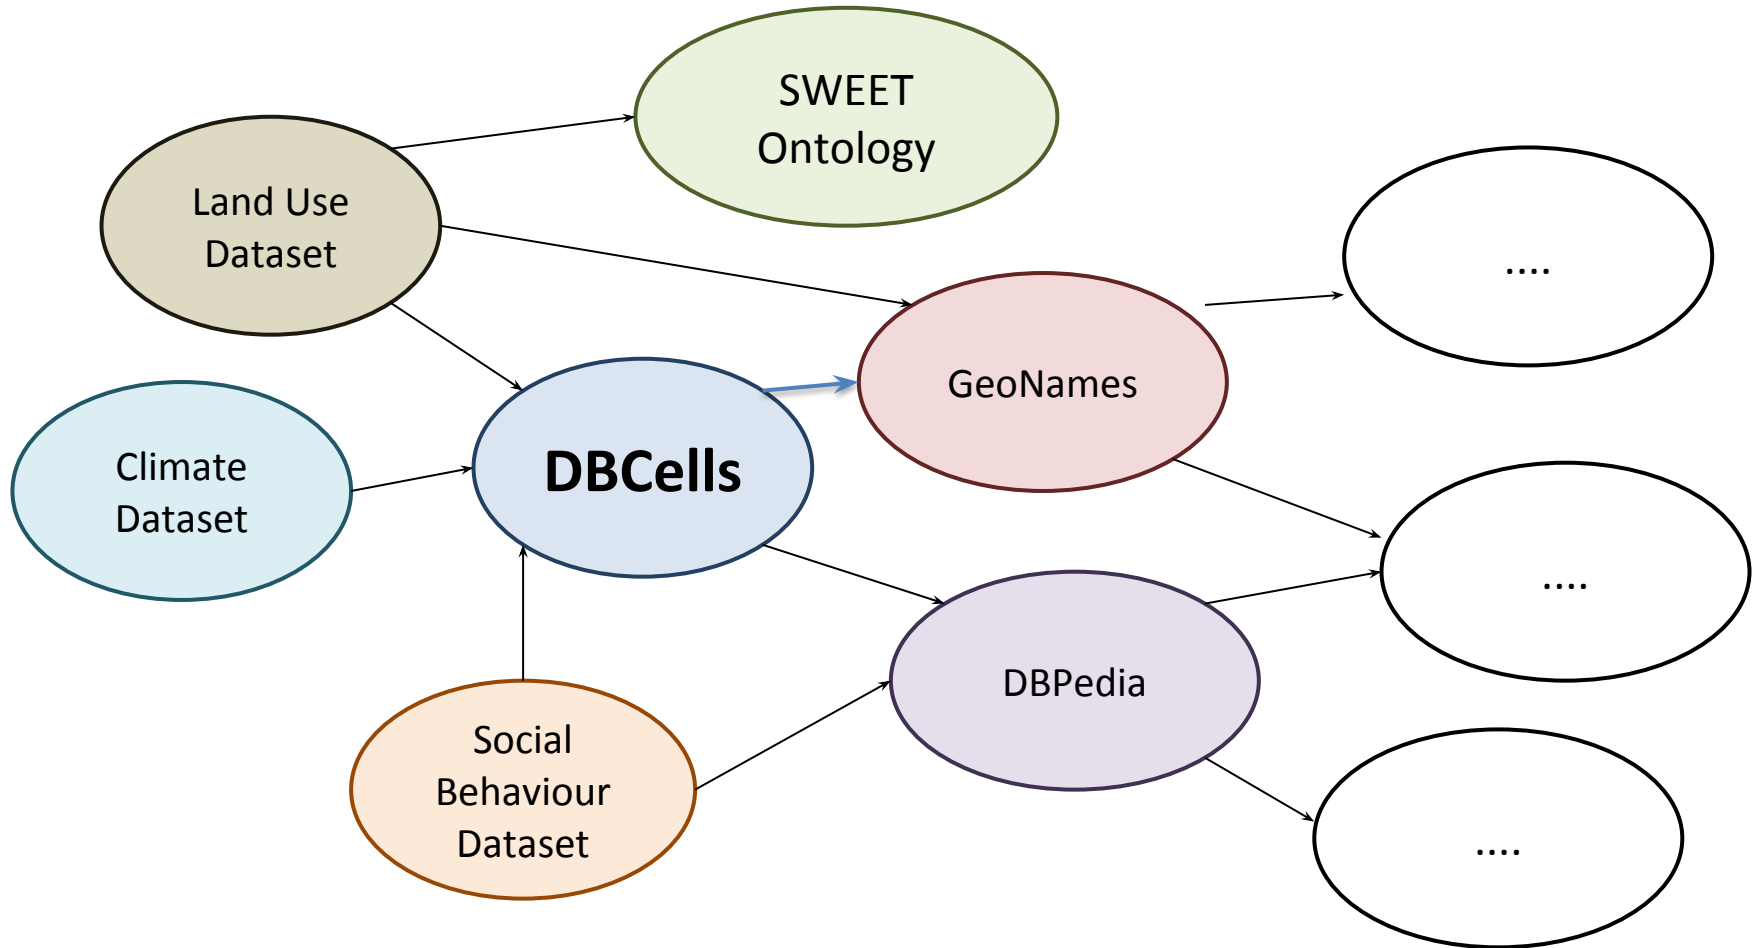 SWEET
Ontology
Land Use
Dataset
....
GeoNames
Climate
Dataset
DBCells
....
DBPedia
Social
Behaviour
Dataset
....